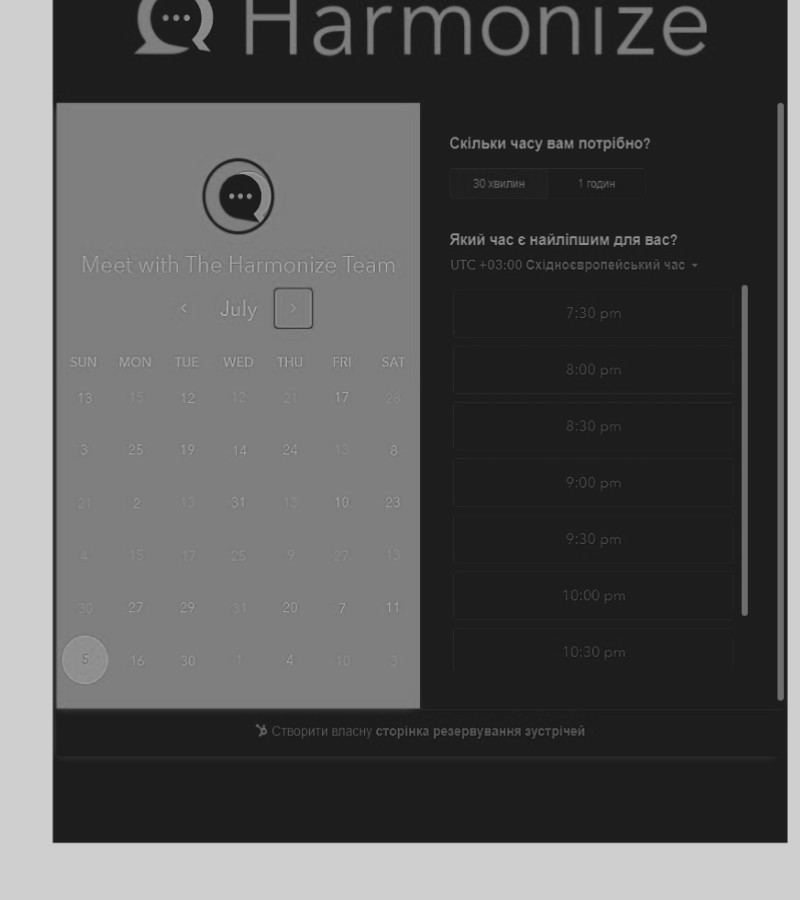 Harmonize
Meet with The Harmonize Team
July
SUN MON TUE WED THU FRI SAT
13 15 12 12 21 17 28
3 25 19 14 24 13 8
21 2 13 31 13 10 23
4 15 17 25 9 27 13
30 27 29 31 20 7 11
5 16 30 1 4 10 3
Скільки часу вам потрібно?
30 хвилин 1 годин
Який час є найліпшим для вас?
UTC +03:00 Східноєвропейський час
7:30 pm
8:00 pm
8:30 pm
9:00 pm
9:30 pm
10:00 pm
10:30 pm
Створити власну сторінка резервування зустрічей